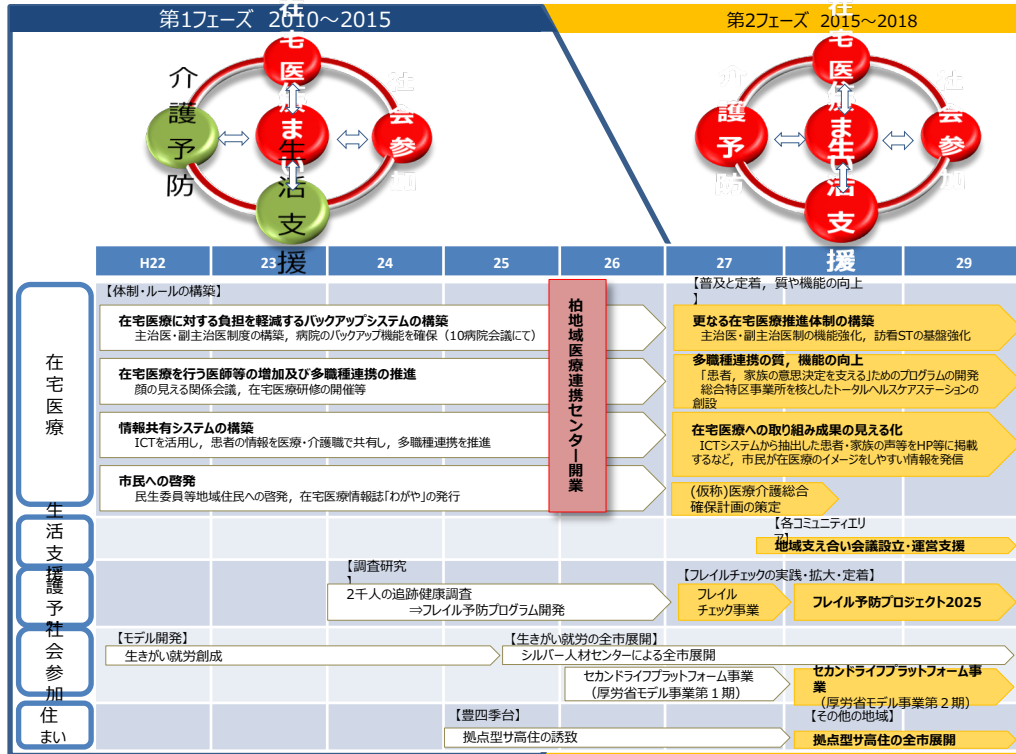 第1フェーズ 2010～2015
第2フェーズ 2015～2018
在宅医療
介護予防
住まい
社会参加
生活支援
在宅医療
介護予防
住まい
社会参加
生活支援
H22
23
24
25
26
27
29
在宅医療
【体制・ルールの構築】
在宅医療に対する負担を軽減するバックアップシステムの構築
主治医・副主治医制度の構築，病院のバックアップ機能を確保（10病院会議にて）
在宅医療を行う医師等の増加及び多職種連携の推進
顔の見える関係会議，在宅医療研修の開催等
情報共有システムの構築
ICTを活用し，患者の情報を医療・介護職で共有し，多職種連携を推進
市民への啓発
民生委員等地域住民への啓発，在宅医療情報誌「わがや」の発行
柏地域医療連携センター開業
【普及と定着，質や機能の向上
】
更なる在宅医療推進体制の構築
主治医・副主治医制の機能強化，訪看STの基盤強化
多職種連携の質，機能の向上
「患者，家族の意思決定を支える」ためのプログラムの開発
総合特区事業所を核としたトータルヘルスケアステーションの
創設
在宅医療への取り組み成果の見える化
ICTシステムから抽出した患者・家族の声等をHP等に掲載
するなど，市民が在医療のイメージをしやすい情報を発信
(仮称)医療介護総合
確保計画の策定
生活支援
【各コミュニティエリ
ア】
地域支え合い会議設立・運営支援
護予
【調査研究
】
2千人の追跡健康調査
⇒フレイル予防プログラム開発
【フレイルチェックの実践・拡大・定着】
フレイル
チェック事業
フレイル予防プロジェクト2025
社会参加
【モデル開発】
生きがい就労創成
【生きがい就労の全市展開】
シルバー人材センターによる全市展開
セカンドライフプラットフォーム事業
（厚労省モデル事業第１期）
セカンドライフプラットフォーム事
業
（厚労省モデル事業第２期）
住まい
【豊四季台】
拠点型サ高住の誘致
【その他の地域】
拠点型サ高住の全市展開